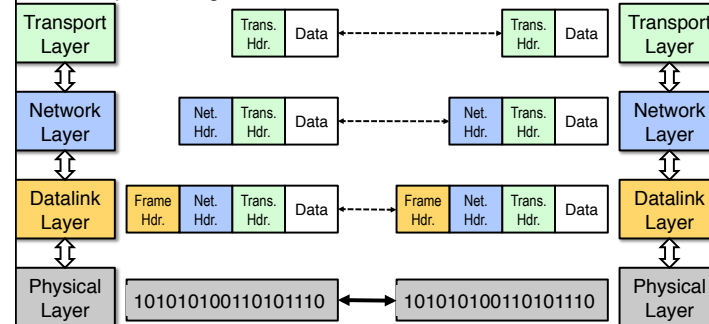 Transport
Layer
Trans.
Hdr.
Data
Trans.
Hdr.
Data
Transport
Layer
Network
Layer
Net.
Hdr.
Trans.
Hdr.
Data
Net.
Hdr.
Trans.
Hdr.
Data
Network
Layer
Datalink
Layer
Frame
Hdr.
Net.
Hdr.
Trans.
Hdr.
Data
Frame
Hdr.
Net.
Hdr.
Trans.
Hdr.
Data
Datalink
Layer
Physical
Layer
101010100110101110
101010100110101110
Physical
Layer